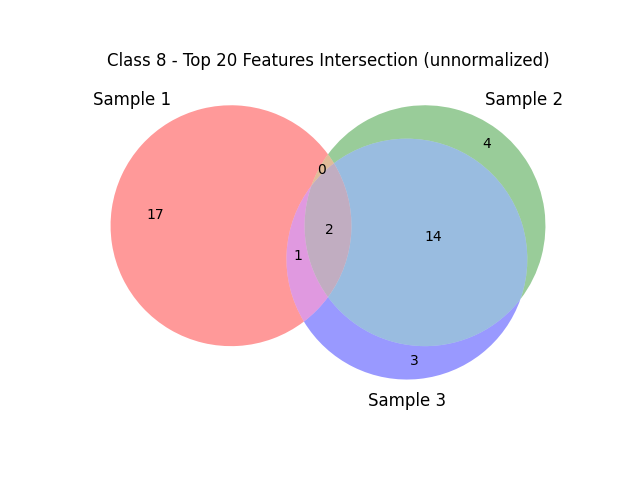 Class 8 - Top 20 Features Intersection (unnormalized)
Sample 1
Sample 2
4
0
17
2
14
1
3
Sample 3